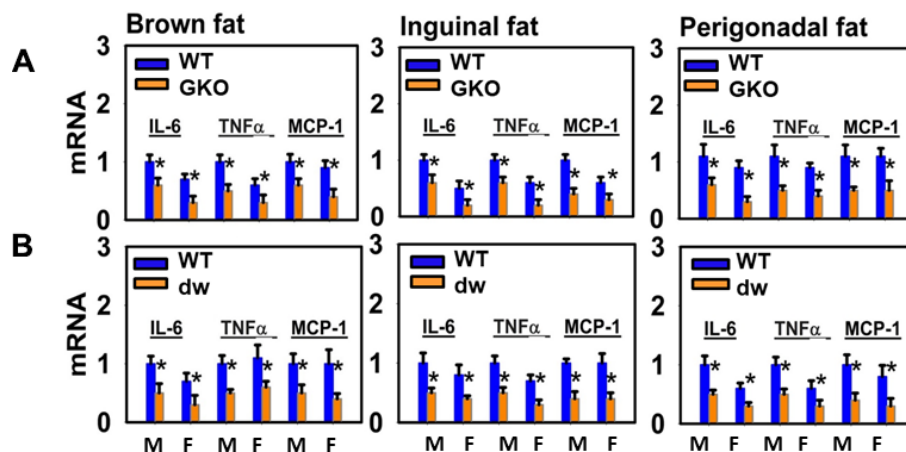 Brown fat Inguinal fat Perigonadal fat
A
3 3 3
WT WT WT
GKO GKO GKO
2 2 2
mRNA
IL-6 TNFα MCP-1 IL-6 TNFα MCP-1 IL-6 TNFα MCP-1
1 1 1
* * * * * * * * * * * * * * * * * *
0 0 0
B
3 3 3
WT WT WT
dw dw dw
2 2 2
mRNA
IL-6 TNFα MCP-1 IL-6 TNFα MCP-1 IL-6 TNFα MCP-1
1 1 1
* * * * * * * * * * * * * * * * * *
0 0 0
M F M F M F M F M F M F M F M F M F